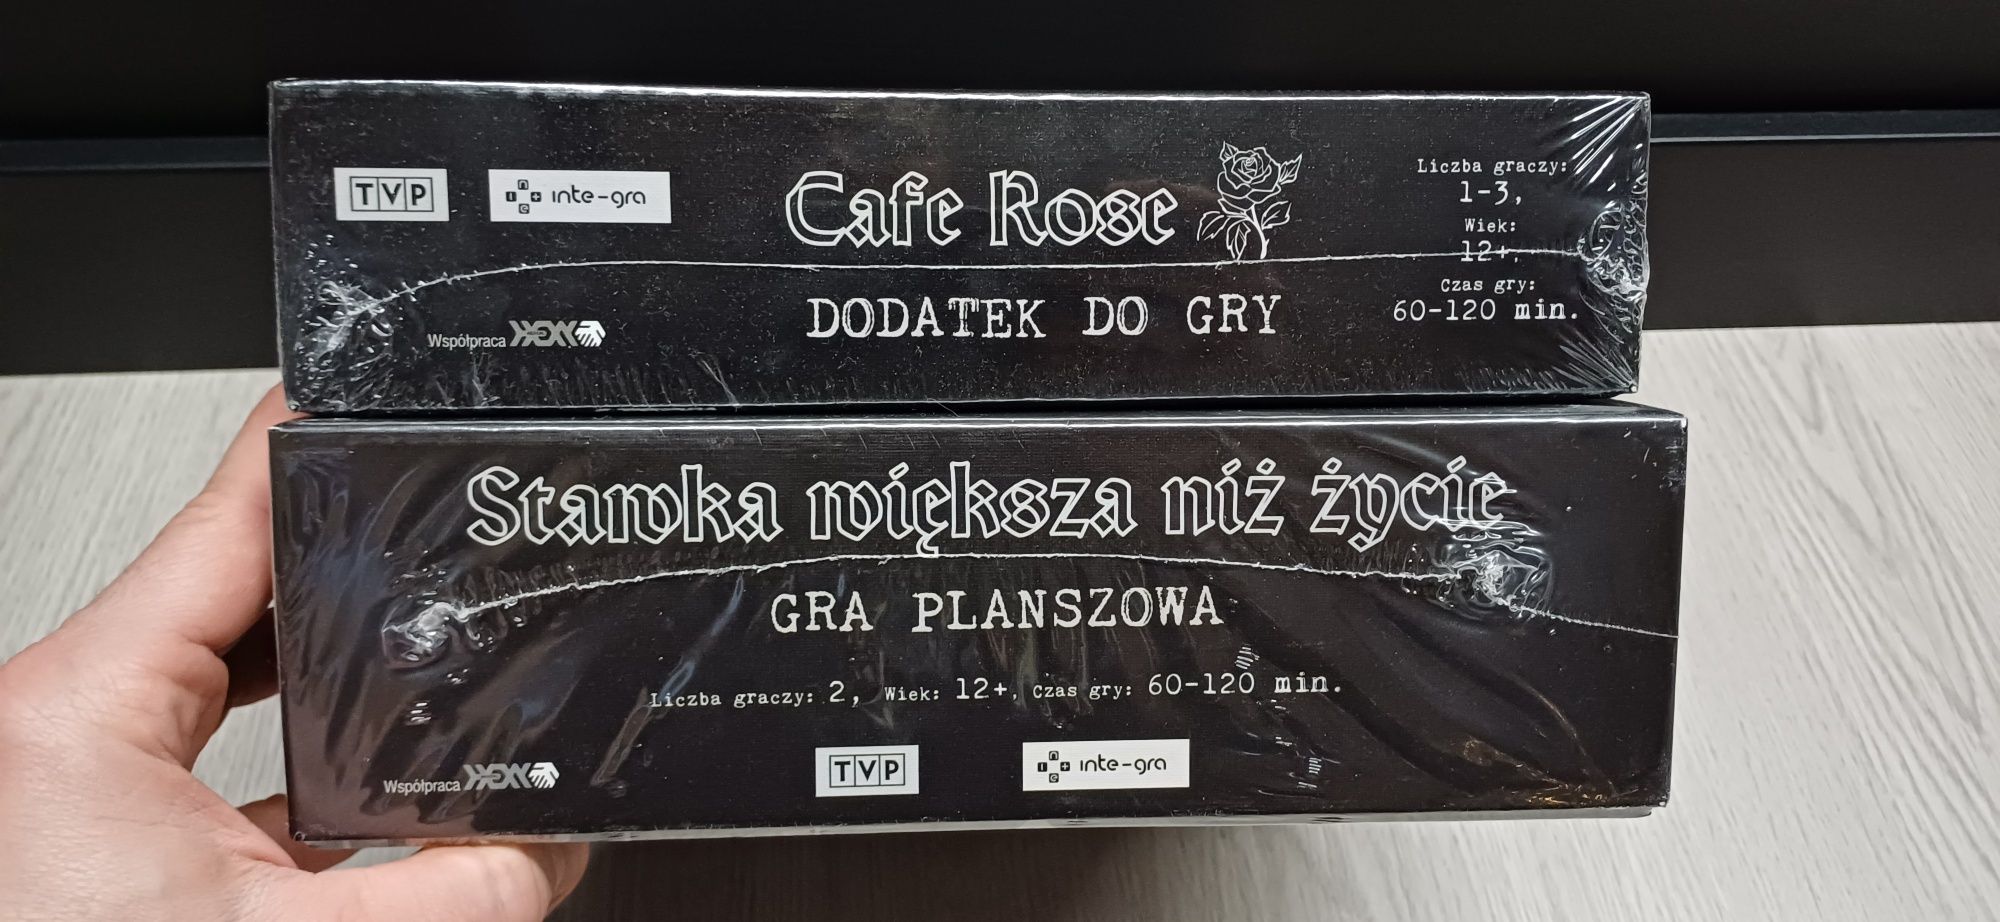 TVP
inte-gra
Cafe Rose
DODATEK DO GRY
Liczba graczy:
1-3,
Wiek:
12+,
Czas gry:
60-120 min.
Współpraca
Stawka większa niż życie
GRA PLANSZOWA
Liczba graczy: 2, Wiek: 12+, Czas gry: 60-120 min.
Współpraca
TVP
inte-gra